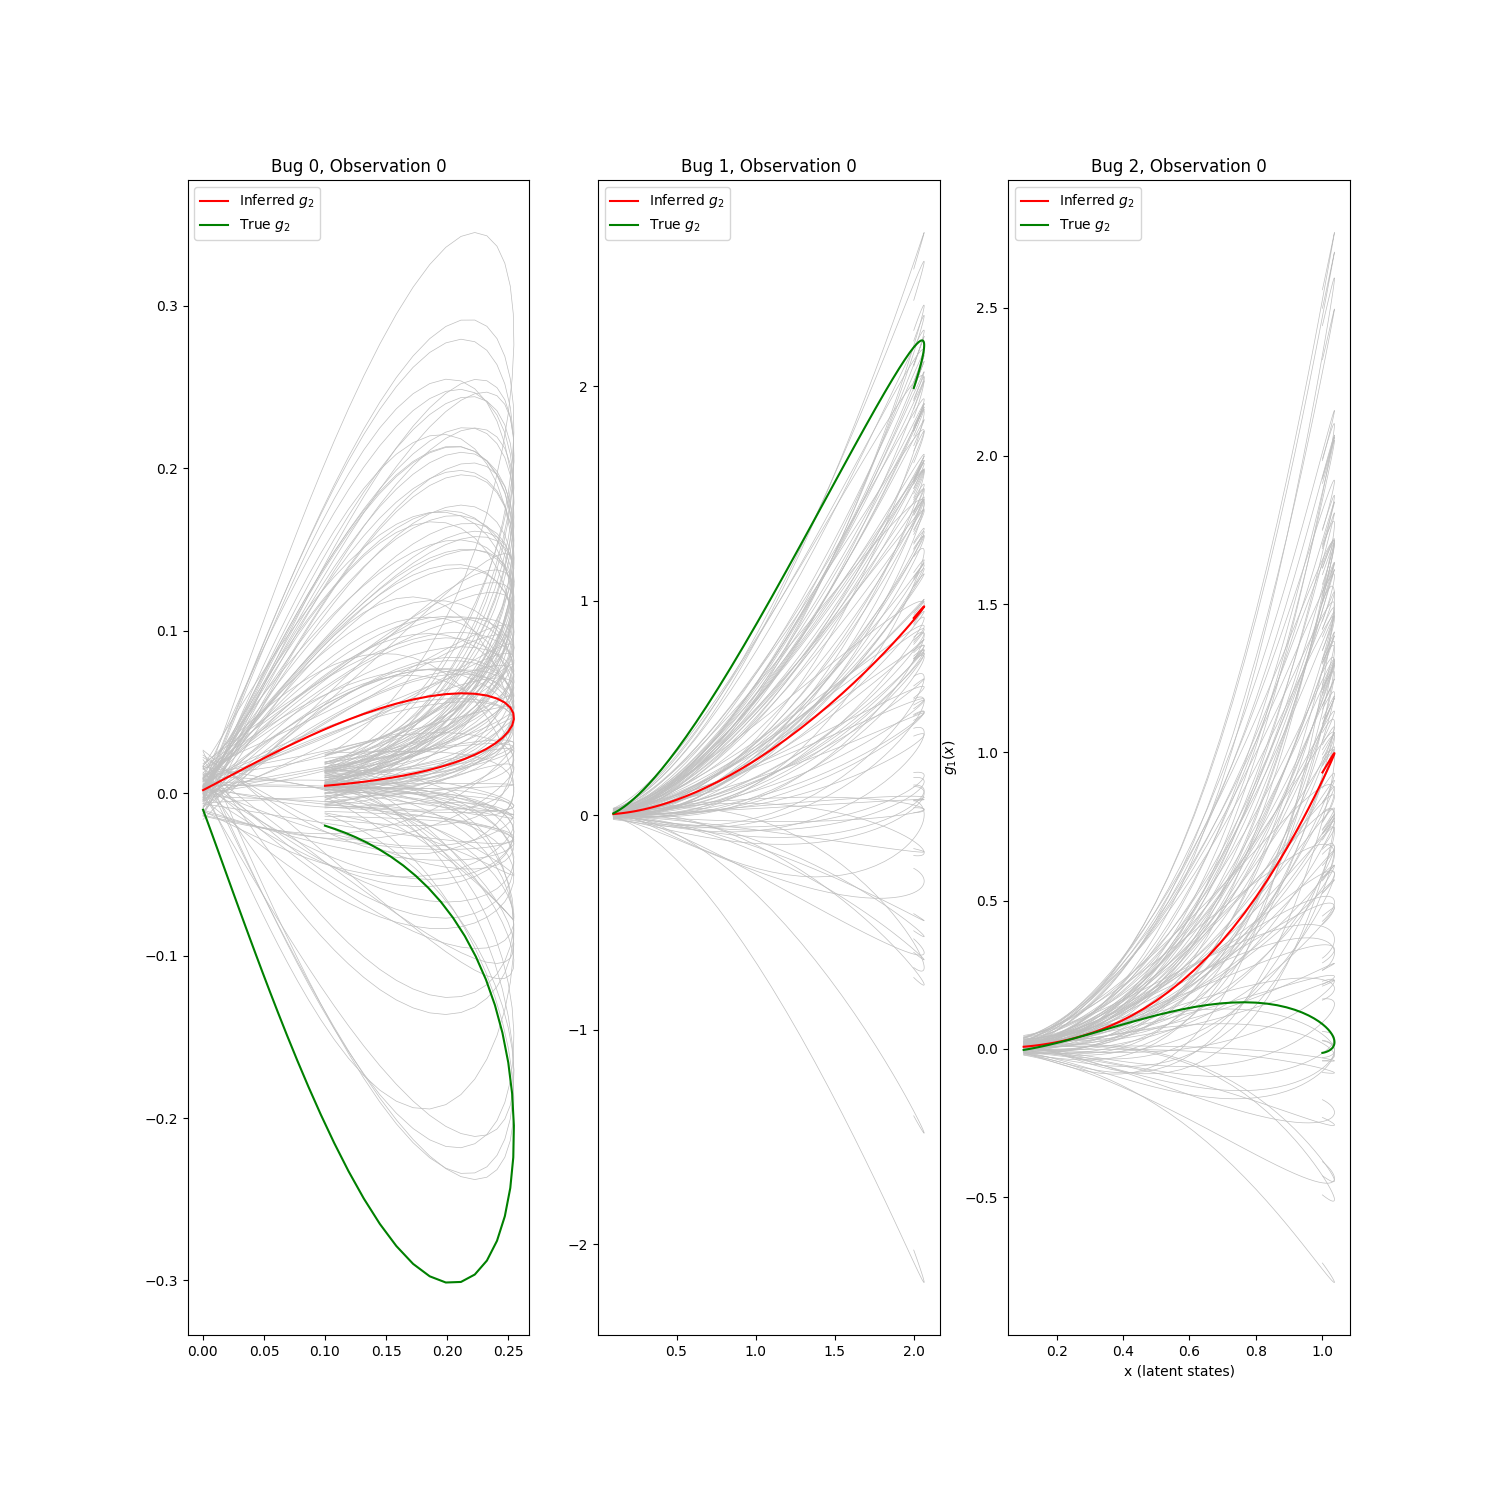 Bug 0, Observation 0
Inferred g₂
True g₂
0.3
0.2
0.1
0.0
−0.1
−0.2
−0.3
0.00 0.05 0.10 0.15 0.20 0.25
Bug 1, Observation 0
Inferred g₂
True g₂
2
1
0
−1
−2
0.5 1.0 1.5 2.0
Bug 2, Observation 0
Inferred g₂
True g₂
g₁(x)
2.5
2.0
1.5
1.0
0.5
0.0
−0.5
0.2 0.4 0.6 0.8 1.0
x (latent states)